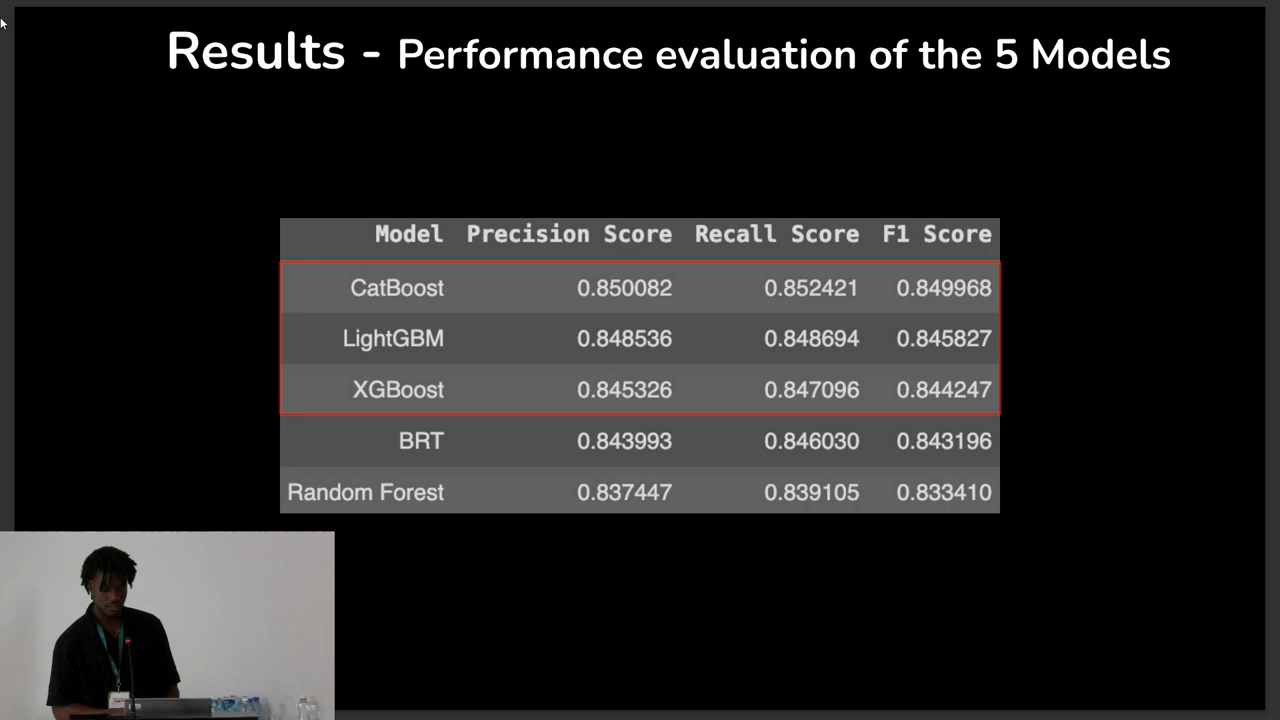 Results - Performance evaluation of the 5 Models
Model Precision Score Recall Score F1 Score
CatBoost 0.850082 0.852421 0.849968
LightGBM 0.848536 0.848694 0.845827
XGBoost 0.845326 0.847096 0.844247
BRT 0.843993 0.846030 0.843196
Random Forest 0.837447 0.839105 0.833410